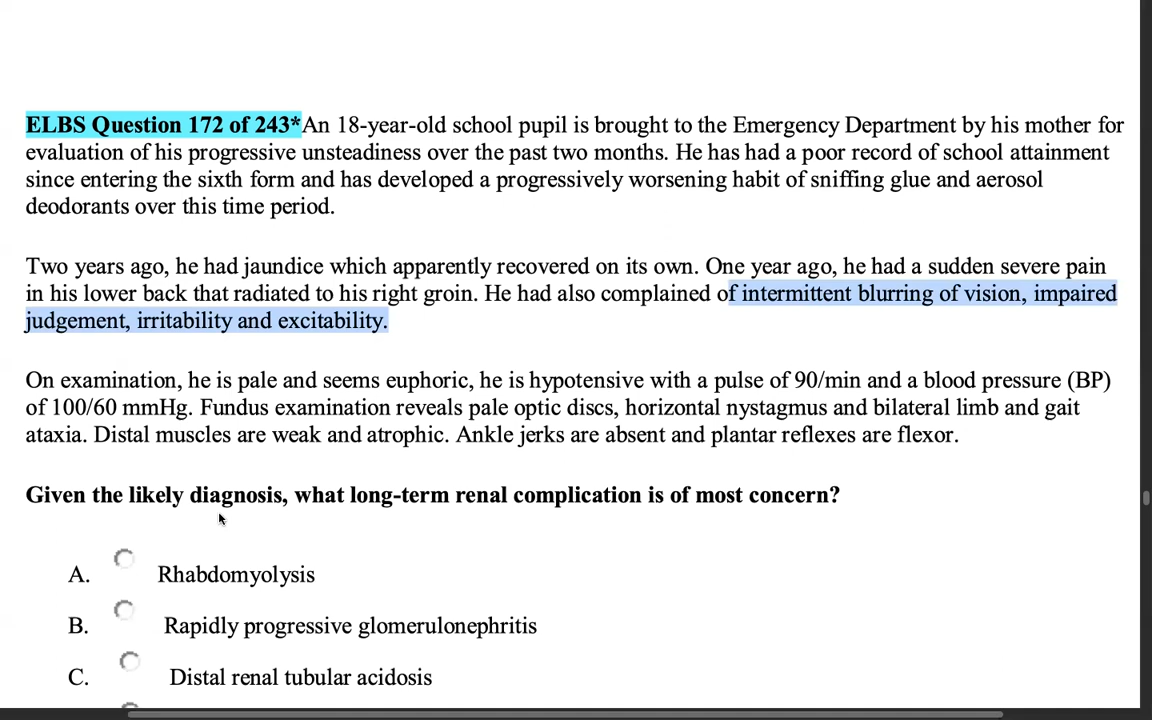 ELBS Question 172 of 243*An 18-year-old school pupil is brought to the Emergency Department by his mother for
evaluation of his progressive unsteadiness over the past two months. He has had a poor record of school attainment
since entering the sixth form and has developed a progressively worsening habit of sniffing glue and aerosol
deodorants over this time period.
Two years ago, he had jaundice which apparently recovered on its own. One year ago, he had a sudden severe pain
in his lower back that radiated to his right groin. He had also complained of intermittent blurring of vision, impaired
judgement, irritability and excitability.
On examination, he is pale and seems euphoric, he is hypotensive with a pulse of 90/min and a blood pressure (BP)
of 100/60 mmHg. Fundus examination reveals pale optic discs, horizontal nystagmus and bilateral limb and gait
ataxia. Distal muscles are weak and atrophic. Ankle jerks are absent and plantar reflexes are flexor.
Given the likely diagnosis, what long-term renal complication is of most concern?
A. Rhabdomyolysis
B. Rapidly progressive glomerulonephritis
C. Distal renal tubular acidosis